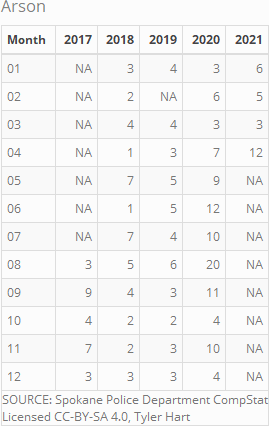 Arson
Month 2017 2018 2019 2020 2021
01 NA 3 4 3 6
02 NA 2 NA 6 5
03 NA 4 4 3 3
04 NA 1 3 7 12
05 NA 7 5 9 NA
06 NA 1 5 12 NA
07 NA 7 4 10 NA
08 3 5 6 20 NA
09 9 4 3 11 NA
10 4 2 2 4 NA
11 7 2 3 10 NA
12 3 3 3 4 NA
SOURCE: Spokane Police Department CompStat
Licensed CC-BY-SA 4.0, Tyler Hart